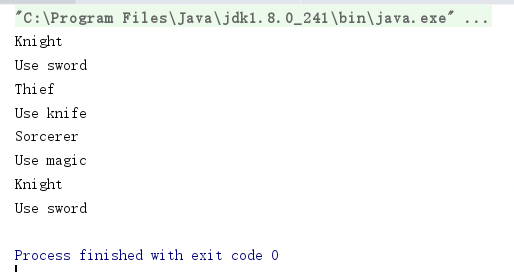 "C:\Program Files\Java\jdk1.8.0_241\bin\java.exe" ...
Knight
Use sword
Thief
Use knife
Sorcerer
Use magic
Knight
Use sword
Process finished with exit code 0